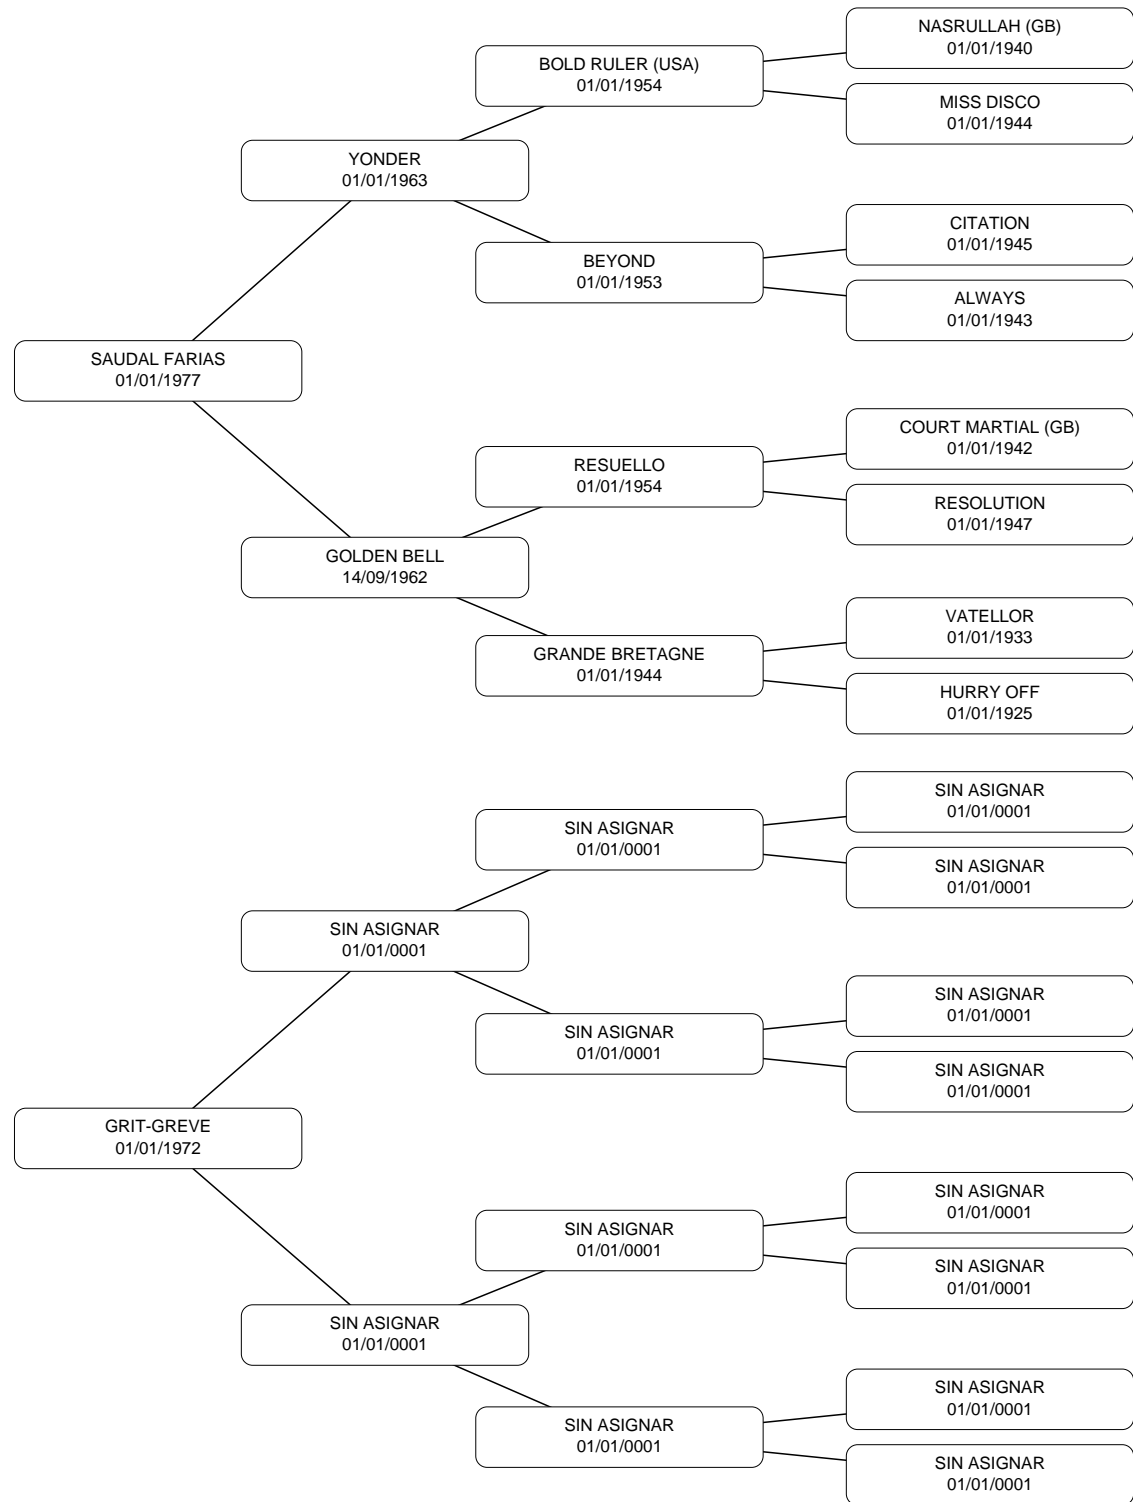 NASRULLAH (GB)
01/01/1940
BOLD RULER (USA)
01/01/1954
MISS DISCO
01/01/1944
YONDER
01/01/1963
CITATION
01/01/1945
BEYOND
01/01/1953
ALWAYS
01/01/1943
SAUDAL FARIAS
01/01/1977
COURT MARTIAL (GB)
01/01/1942
RESUELLO
01/01/1954
RESOLUTION
01/01/1947
GOLDEN BELL
14/09/1962
VATELLOR
01/01/1933
GRANDE BRETAGNE
01/01/1944
HURRY OFF
01/01/1925
SIN ASIGNAR
01/01/0001
SIN ASIGNAR
01/01/0001
SIN ASIGNAR
01/01/0001
SIN ASIGNAR
01/01/0001
SIN ASIGNAR
01/01/0001
SIN ASIGNAR
01/01/0001
SIN ASIGNAR
01/01/0001
GRIT-GREVE
01/01/1972
SIN ASIGNAR
01/01/0001
SIN ASIGNAR
01/01/0001
SIN ASIGNAR
01/01/0001
SIN ASIGNAR
01/01/0001
SIN ASIGNAR
01/01/0001
SIN ASIGNAR
01/01/0001
SIN ASIGNAR
01/01/0001